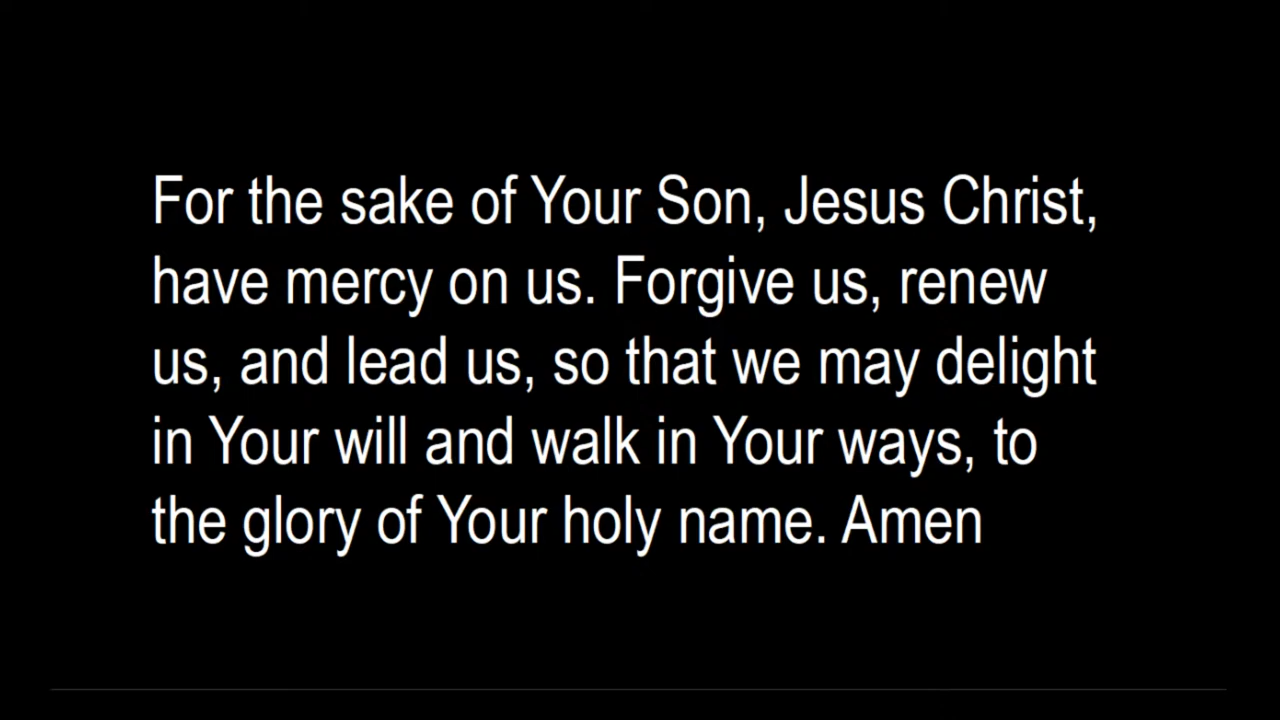 For the sake of Your Son, Jesus Christ,
have mercy on us. Forgive us, renew
us, and lead us, so that we may delight
in Your will and walk in Your ways, to
the glory of Your holy name. Amen